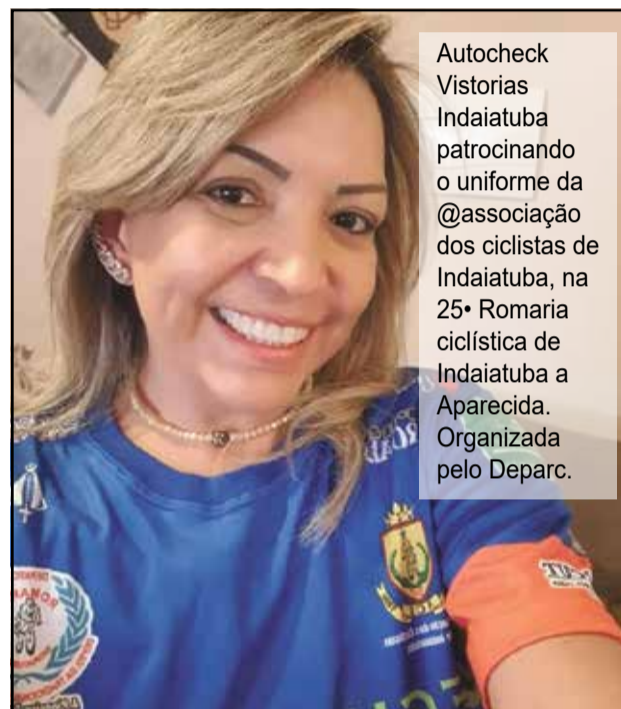 Autocheck
Vistorias
Indaiatuba
patrocinando
o uniforme da
@associação
dos ciclistas de
Indaiatuba, na
25• Romaria
ciclística de
Indaiatuba a
Aparecida.
Organizada
pelo Deparc.